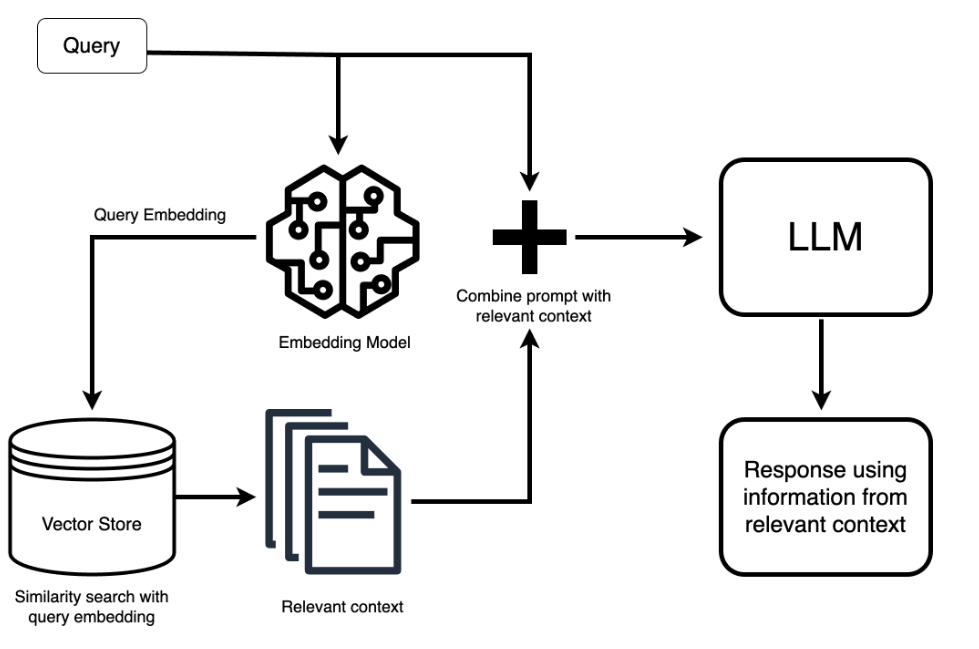 Query
Query Embedding
Embedding Model
Combine prompt with
relevant context
LLM
Vector Store
Similarity search with
query embedding
Relevant context
Response using
information from
relevant context